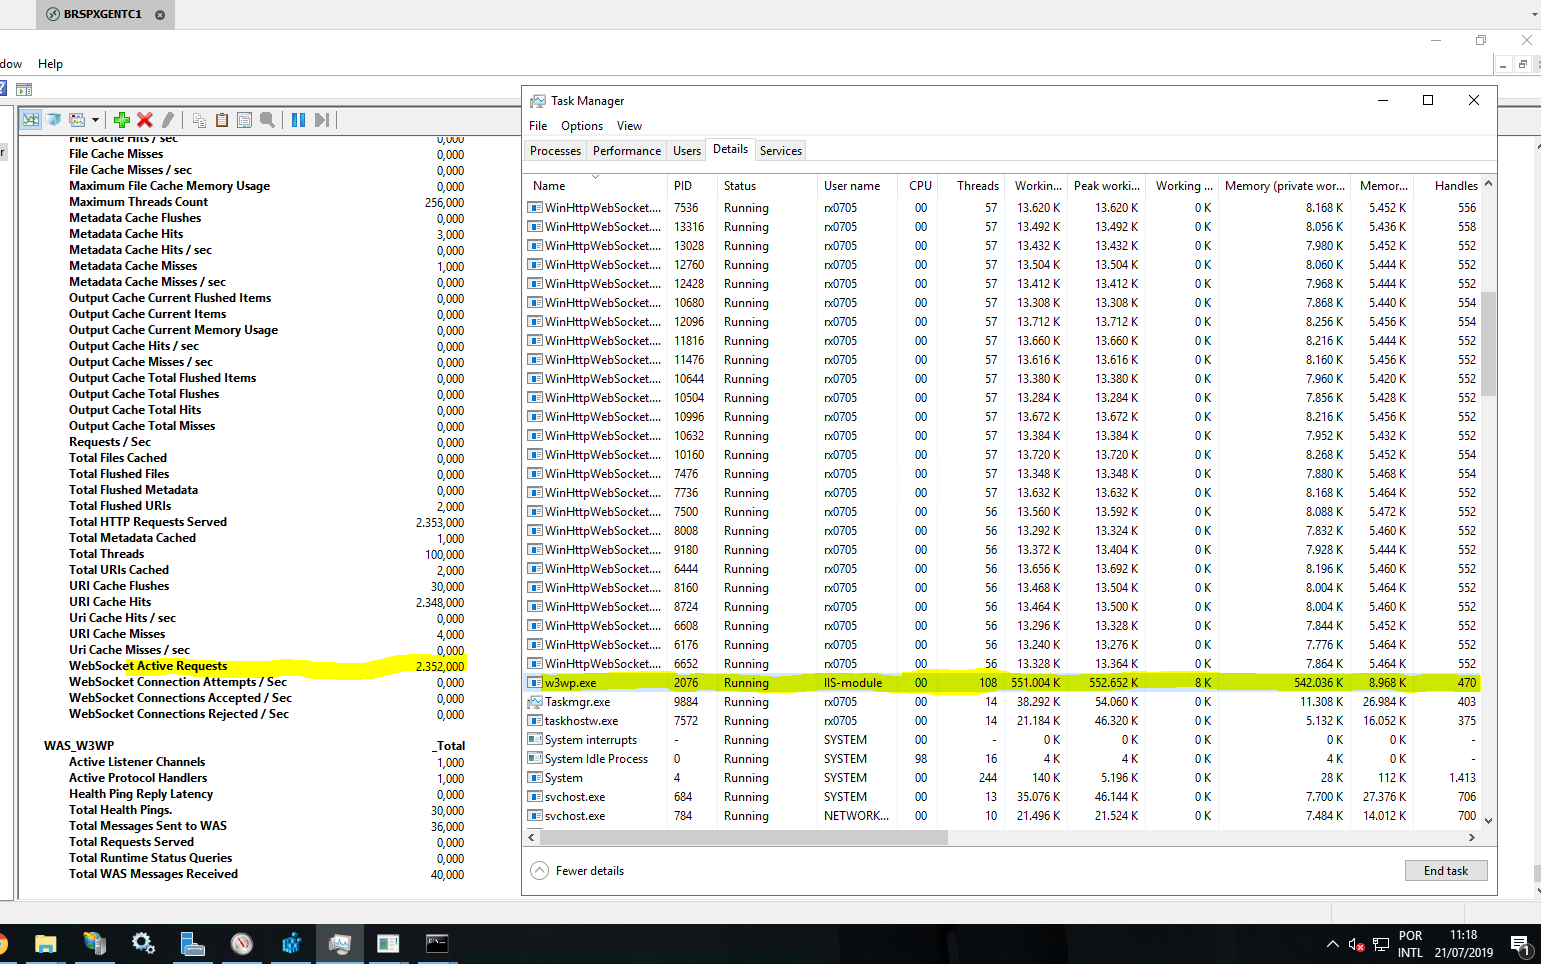 BRSPXGENTC1
dow Help
File Cache Hits / sec 0,000
File Cache Misses 0,000
File Cache Misses / sec 0,000
Maximum File Cache Memory Usage 0,000
Maximum Threads Count 256,000
Metadata Cache Flushes 0,000
Metadata Cache Hits 3,000
Metadata Cache Hits / sec 0,000
Metadata Cache Misses 1,000
Metadata Cache Misses / sec 0,000
Output Cache Current Flushed Items 0,000
Output Cache Current Items 0,000
Output Cache Current Memory Usage 0,000
Output Cache Hits / sec 0,000
Output Cache Misses / sec 0,000
Output Cache Total Flushed Items 0,000
Output Cache Total Flushes 0,000
Output Cache Total Hits 0,000
Output Cache Total Misses 0,000
Requests / Sec 0,000
Total Files Cached 0,000
Total Flushed Files 0,000
Total Flushed Metadata 0,000
Total Flushed URIs 2,000
Total HTTP Requests Served 2.353,000
Total Metadata Cached 1,000
Total Threads 100,000
Total URIs Cached 2,000
URI Cache Flushes 30,000
URI Cache Hits 2.348,000
Uri Cache Hits / sec 0,000
URI Cache Misses 4,000
Uri Cache Misses / sec 0,000
WebSocket Active Requests 2.352,000
WebSocket Connection Attempts / Sec 0,000
WebSocket Connections Accepted / Sec 0,000
WebSocket Connections Rejected / Sec 0,000
WAS_W3WP _Total
Active Listener Channels 1,000
Active Protocol Handlers 1,000
Health Ping Reply Latency 0,000
Total Health Pings. 30,000
Total Messages Sent to WAS 36,000
Total Requests Served 0,000
Total Runtime Status Queries 0,000
Total WAS Messages Received 40,000
Task Manager
File Options View
Processes Performance Users Details Services
Name PID Status User name CPU Threads Workin... Peak worki... Working ... Memory (private wor... Memor... Handles
WinHttpWebSocket.... 7536 Running rx0705 00 57 13.620 K 13.620 K 0 K 8.168 K 5.452 K 556
WinHttpWebSocket.... 13316 Running rx0705 00 57 13.492 K 13.492 K 0 K 8.056 K 5.436 K 558
WinHttpWebSocket.... 13028 Running rx0705 00 57 13.432 K 13.432 K 0 K 7.980 K 5.452 K 552
WinHttpWebSocket.... 12760 Running rx0705 00 57 13.504 K 13.504 K 0 K 8.060 K 5.444 K 552
WinHttpWebSocket.... 12428 Running rx0705 00 57 13.412 K 13.412 K 0 K 7.968 K 5.444 K 552
WinHttpWebSocket.... 10680 Running rx0705 00 57 13.308 K 13.308 K 0 K 7.868 K 5.440 K 554
WinHttpWebSocket.... 12096 Running rx0705 00 57 13.712 K 13.712 K 0 K 8.256 K 5.456 K 554
WinHttpWebSocket.... 11816 Running rx0705 00 57 13.660 K 13.660 K 0 K 8.216 K 5.444 K 552
WinHttpWebSocket.... 11476 Running rx0705 00 57 13.616 K 13.616 K 0 K 8.160 K 5.456 K 552
WinHttpWebSocket.... 10644 Running rx0705 00 57 13.380 K 13.380 K 0 K 7.960 K 5.420 K 552
WinHttpWebSocket.... 10504 Running rx0705 00 57 13.284 K 13.284 K 0 K 7.856 K 5.428 K 552
WinHttpWebSocket.... 10996 Running rx0705 00 57 13.672 K 13.672 K 0 K 8.216 K 5.456 K 552
WinHttpWebSocket.... 10632 Running rx0705 00 57 13.384 K 13.384 K 0 K 7.952 K 5.432 K 552
WinHttpWebSocket.... 10160 Running rx0705 00 57 13.720 K 13.720 K 0 K 8.268 K 5.452 K 554
WinHttpWebSocket.... 7476 Running rx0705 00 57 13.348 K 13.348 K 0 K 7.880 K 5.468 K 554
WinHttpWebSocket.... 7736 Running rx0705 00 57 13.632 K 13.632 K 0 K 8.168 K 5.464 K 552
WinHttpWebSocket.... 7500 Running rx0705 00 56 13.560 K 13.592 K 0 K 8.088 K 5.472 K 552
WinHttpWebSocket.... 8008 Running rx0705 00 56 13.292 K 13.324 K 0 K 7.832 K 5.460 K 552
WinHttpWebSocket.... 9180 Running rx0705 00 56 13.372 K 13.404 K 0 K 7.928 K 5.444 K 552
WinHttpWebSocket.... 6444 Running rx0705 00 56 13.656 K 13.692 K 0 K 8.196 K 5.460 K 552
WinHttpWebSocket.... 8160 Running rx0705 00 56 13.468 K 13.504 K 0 K 8.004 K 5.464 K 552
WinHttpWebSocket.... 8724 Running rx0705 00 56 13.464 K 13.500 K 0 K 8.004 K 5.460 K 552
WinHttpWebSocket.... 6608 Running rx0705 00 56 13.296 K 13.328 K 0 K 7.844 K 5.452 K 552
WinHttpWebSocket.... 6176 Running rx0705 00 56 13.240 K 13.276 K 0 K 7.776 K 5.464 K 552
WinHttpWebSocket.... 6652 Running rx0705 00 56 13.328 K 13.364 K 0 K 7.864 K 5.464 K 552
w3wp.exe 2076 Running IIS-module 00 108 551.004 K 552.652 K 8 K 542.036 K 8.968 K 470
Taskmgr.exe 9884 Running rx0705 00 14 38.292 K 54.060 K 0 K 11.308 K 26.984 K 403
taskhostw.exe 7572 Running rx0705 00 14 21.184 K 46.320 K 0 K 5.132 K 16.052 K 375
System interrupts - Running SYSTEM 00 - 0 K 0 K 0 K 0 K 0 K -
System Idle Process 0 Running SYSTEM 98 16 4 K 4 K 0 K 4 K 0 K -
System 4 Running SYSTEM 00 244 140 K 5.196 K 0 K 28 K 112 K 1.413
svchost.exe 684 Running SYSTEM 00 13 35.076 K 46.144 K 0 K 7.700 K 27.376 K 706
svchost.exe 784 Running NETWORK... 00 10 21.496 K 21.524 K 0 K 7.484 K 14.012 K 700
Fewer details End task
POR 11:18
INTL 21/07/2019 1